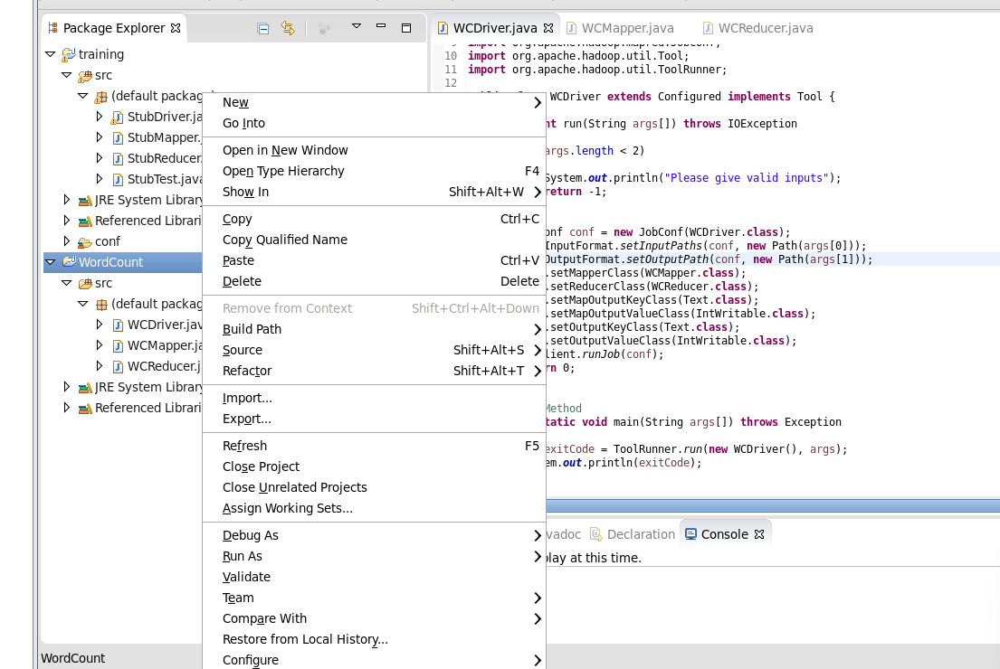 Package Explorer
training
src
(default packag
StubDriver.ja
StubMapper.
StubReducer
StubTest.java
JRE System Library
Referenced Librari
conf
WordCount
src
(default packag
WCDriver.jav
WCMapper.ja
WCReducer.j
JRE System Library
Referenced Librari
WordCount
New
Go Into
Open in New Window
Open Type Hierarchy F4
Show In Shift+Alt+W
Copy Ctrl+C
Copy Qualified Name
Paste Ctrl+V
Delete Delete
Remove from Context Shift+Ctrl+Alt+Down
Build Path
Source Shift+Alt+S
Refactor Shift+Alt+T
Import...
Export...
Refresh F5
Close Project
Close Unrelated Projects
Assign Working Sets...
Debug As
Run As
Validate
Team
Compare With
Restore from Local History...
Configure
WCDriver.java WCMapper.java WCReducer.java
9 import org.apache.hadoop.mapred.JobConf;
10 import org.apache.hadoop.util.Tool;
11 import org.apache.hadoop.util.ToolRunner;
12
WCDriver extends Configured implements Tool {
nt run(String args[]) throws IOException
args.length < 2)
System.out.println("Please give valid inputs");
return -1;
onf conf = new JobConf(WCDriver.class);
InputFormat.setInputPaths(conf, new Path(args[0]));
OutputFormat.setOutputPath(conf, new Path(args[1]));
.setMapperClass(WCMapper.class);
.setReducerClass(WCReducer.class);
.setMapOutputKeyClass(Text.class);
.setMapOutputValueClass(IntWritable.class);
.setOutputKeyClass(Text.class);
.setOutputValueClass(IntWritable.class);
lient.runJob(conf);
rn 0;
Method
tatic void main(String args[]) throws Exception
exitCode = ToolRunner.run(new WCDriver(), args);
em.out.println(exitCode);
vadoc Declaration Console
play at this time.